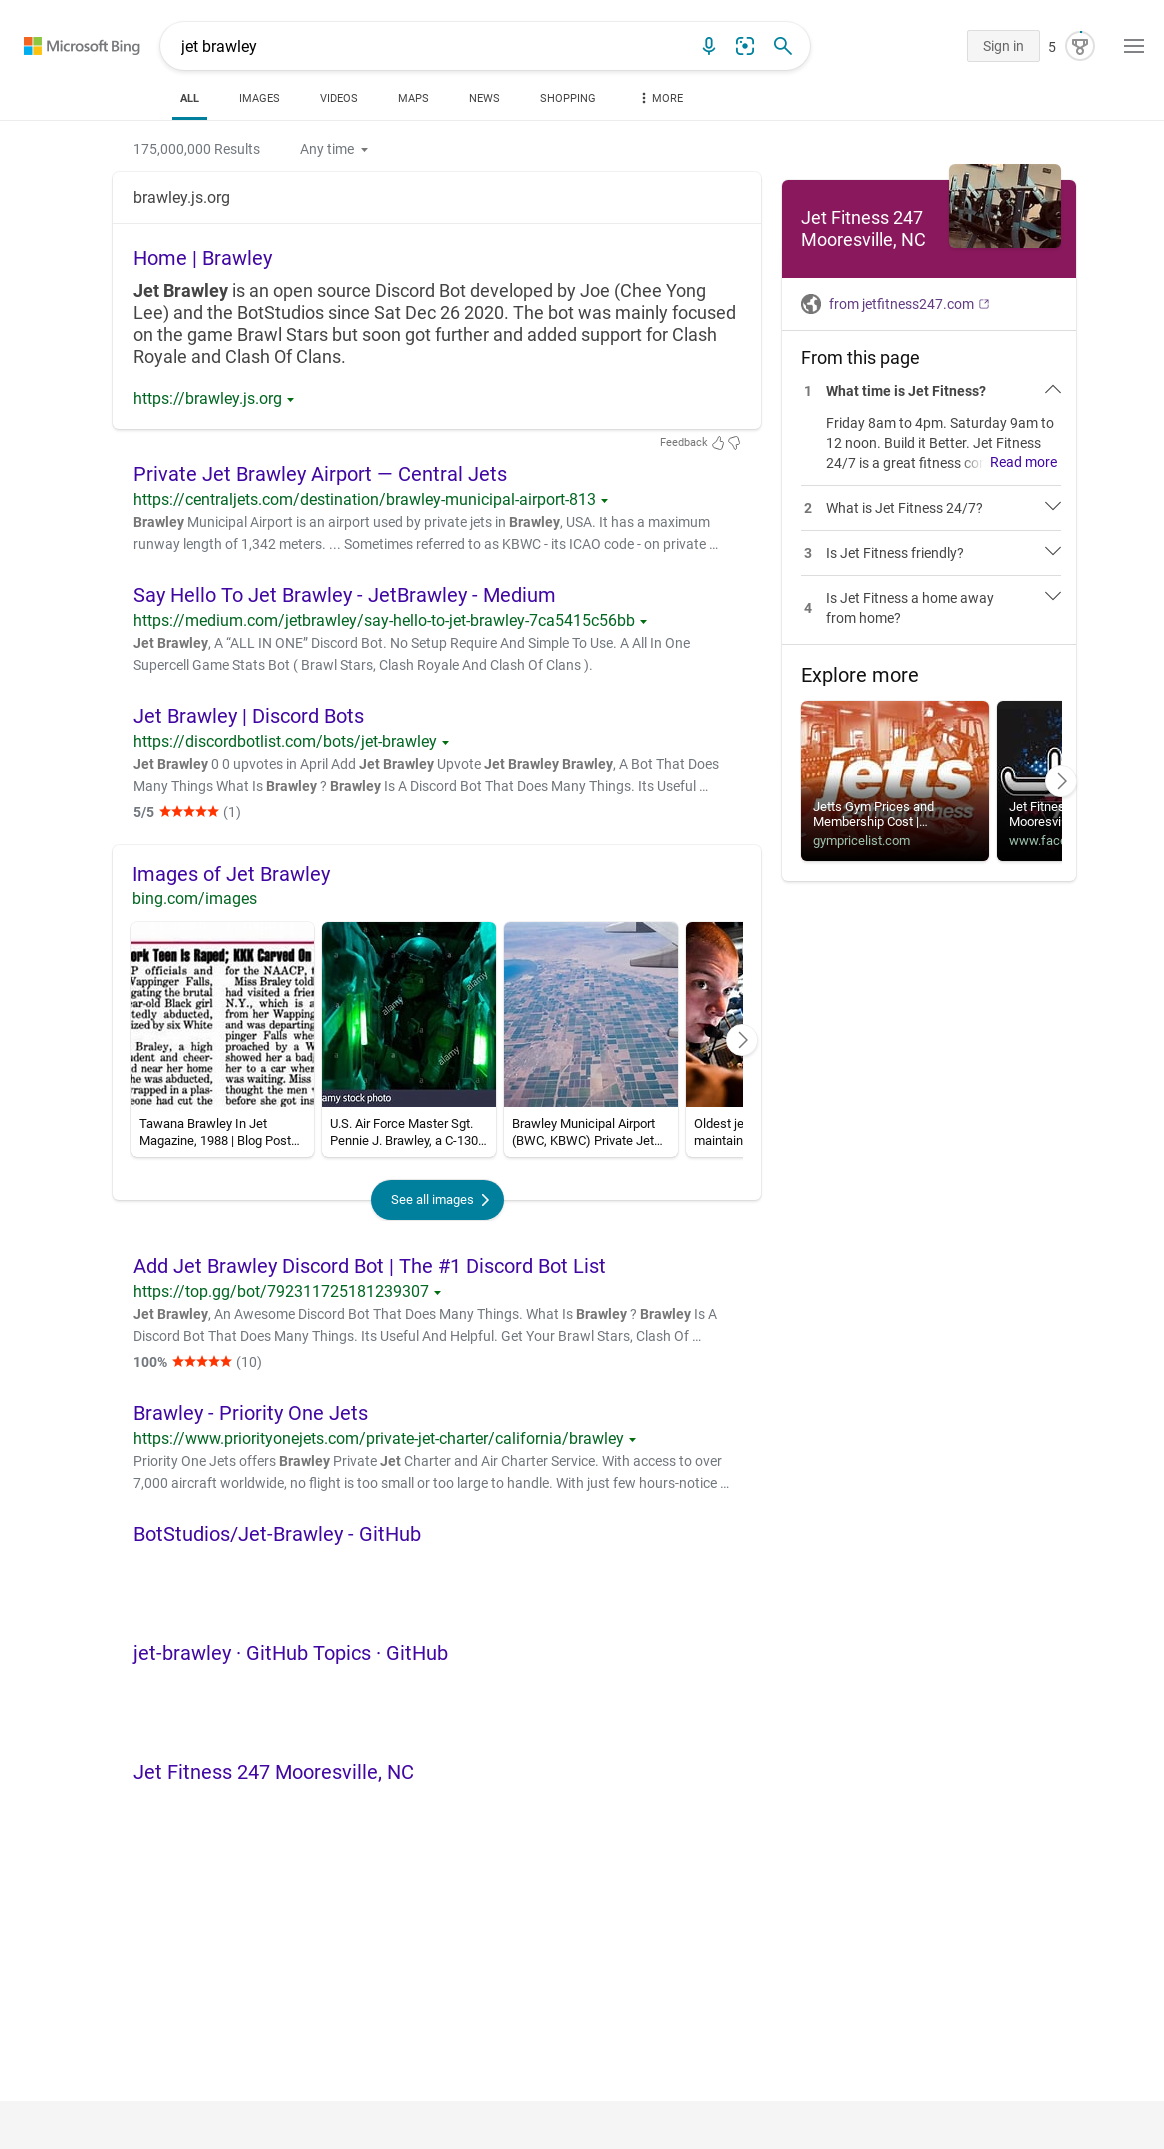 Microsoft Bing
jet brawley
Sign in
5
ALL
IMAGES
VIDEOS
MAPS
NEWS
SHOPPING
MORE
175,000,000 Results
Any time
brawley.js.org
Home | Brawley
Jet Brawley is an open source Discord Bot developed by Joe (Chee Yong
Lee) and the BotStudios since Sat Dec 26 2020. The bot was mainly focused
on the game Brawl Stars but soon got further and added support for Clash
Royale and Clash Of Clans.
https://brawley.js.org
Feedback
Private Jet Brawley Airport — Central Jets
https://centraljets.com/destination/brawley-municipal-airport-813
Brawley Municipal Airport is an airport used by private jets in Brawley, USA. It has a maximum
runway length of 1,342 meters. ... Sometimes referred to as KBWC - its ICAO code - on private …
Say Hello To Jet Brawley - JetBrawley - Medium
https://medium.com/jetbrawley/say-hello-to-jet-brawley-7ca5415c56bb
Jet Brawley, A “ALL IN ONE” Discord Bot. No Setup Require And Simple To Use. A All In One
Supercell Game Stats Bot ( Brawl Stars, Clash Royale And Clash Of Clans ).
Jet Brawley | Discord Bots
https://discordbotlist.com/bots/jet-brawley
Jet Brawley 0 0 upvotes in April Add Jet Brawley Upvote Jet Brawley Brawley, A Bot That Does
Many Things What Is Brawley ? Brawley Is A Discord Bot That Does Many Things. Its Useful …
5/5 (1)
Images of Jet Brawley
bing.com/images
ork Teen Is Raped; KKK Carved On
P officials and
Wappinger Falls,
gating the brutal
ear-old Black girl
tedly abducted,
ized by six White
Braley, a high
dent and cheer-
d near her home
he was abducted,
wrapped in a plas-
eone had cut the
for the NAACP, t
Miss Braley told
had visited a frien
N.Y., which is a
from her Wapping
and was departing
pinger Falls whe
proached by a W
showed her a bad
her to a car wher
was waiting. Miss
thought the men
before she got ins
alamy
alamy
alamy
amy stock photo
Tawana Brawley In Jet
Magazine, 1988 | Blog Post…
U.S. Air Force Master Sgt.
Pennie J. Brawley, a C-130…
Brawley Municipal Airport
(BWC, KBWC) Private Jet…
Oldest je
maintain
See all images
Add Jet Brawley Discord Bot | The #1 Discord Bot List
https://top.gg/bot/792311725181239307
Jet Brawley, An Awesome Discord Bot That Does Many Things. What Is Brawley ? Brawley Is A
Discord Bot That Does Many Things. Its Useful And Helpful. Get Your Brawl Stars, Clash Of …
100% (10)
Brawley - Priority One Jets
https://www.priorityonejets.com/private-jet-charter/california/brawley
Priority One Jets offers Brawley Private Jet Charter and Air Charter Service. With access to over
7,000 aircraft worldwide, no flight is too small or too large to handle. With just few hours-notice …
BotStudios/Jet-Brawley - GitHub
jet-brawley · GitHub Topics · GitHub
Jet Fitness 247 Mooresville, NC
Jet Fitness 247
Mooresville, NC
from jetfitness247.com
From this page
1 What time is Jet Fitness?
Friday 8am to 4pm. Saturday 9am to
12 noon. Build it Better. Jet Fitness
24/7 is a great fitness co Read more
2 What is Jet Fitness 24/7?
3 Is Jet Fitness friendly?
4 Is Jet Fitness a home away
from home?
Explore more
jetts
24 hour fitness
Jetts Gym Prices and
Membership Cost |…
gympricelist.com
Jet Fitne
Mooresvi
www.fac